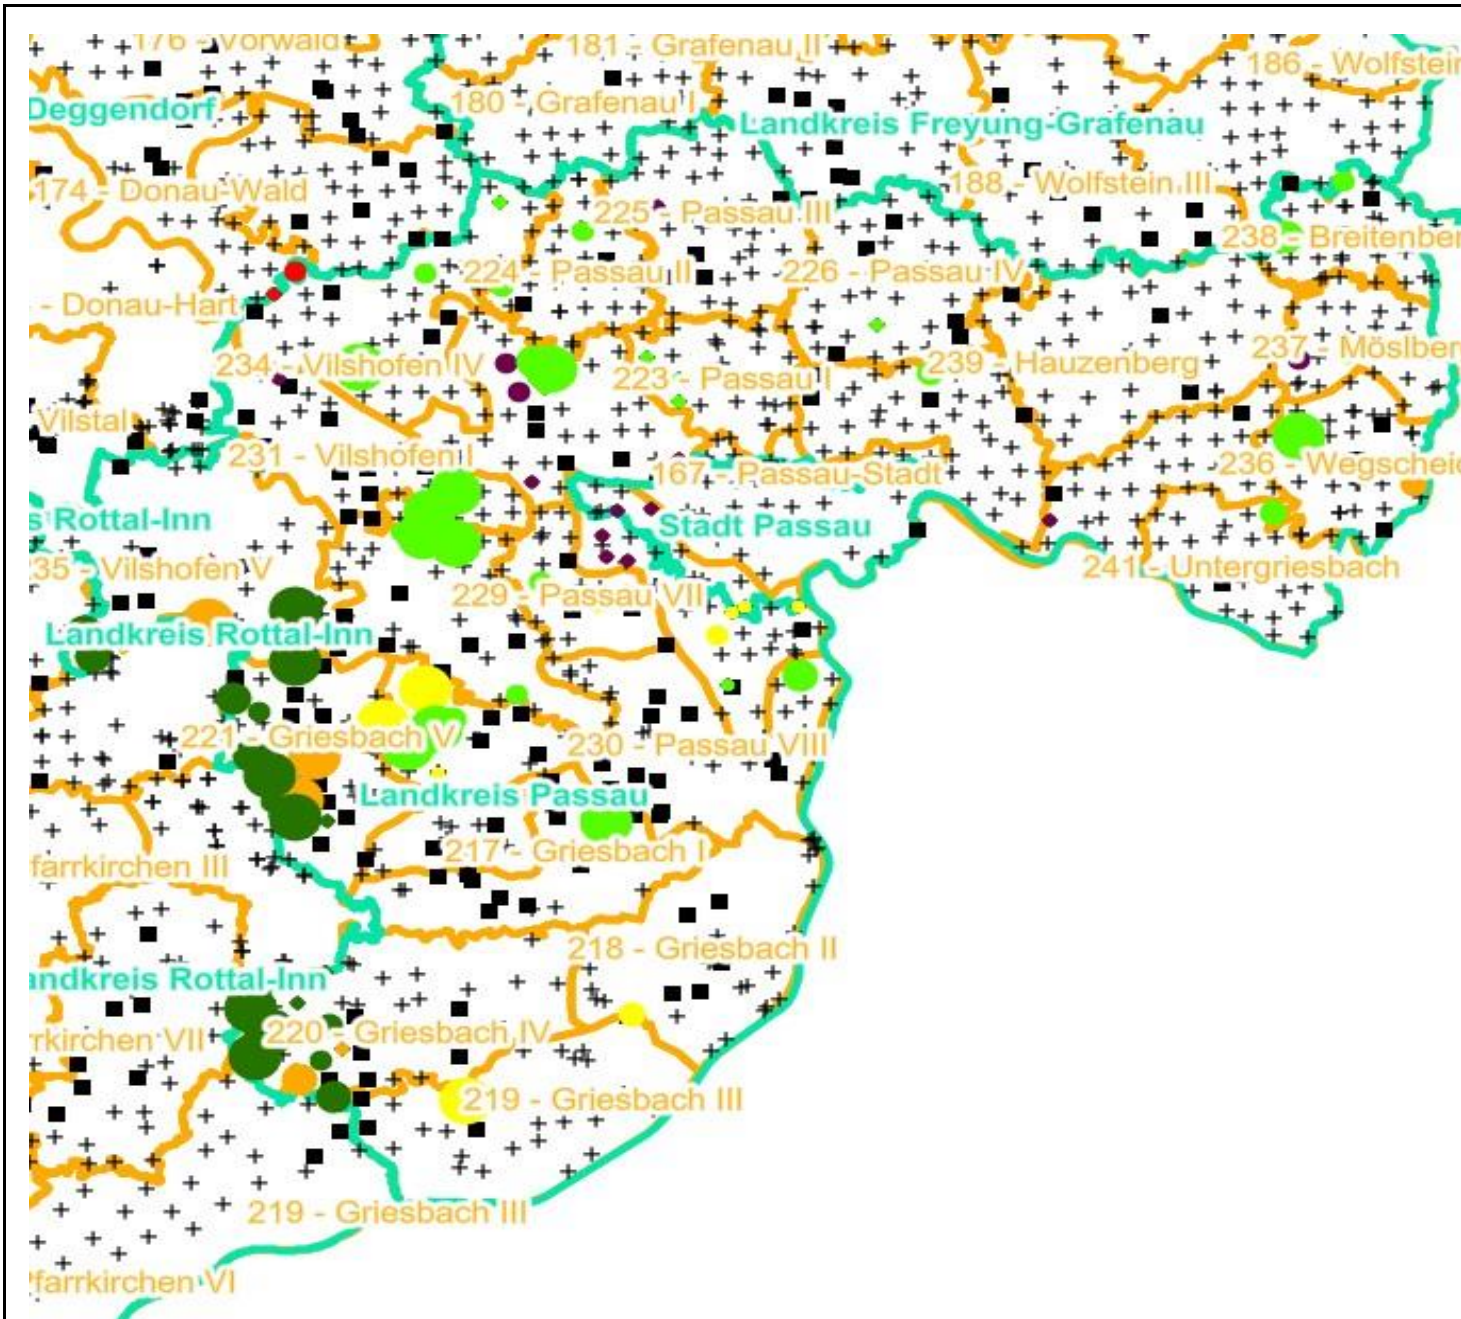 176 - Vorwald
181 - Grafenau II
186 - Wolfstein
180 - Grafenau I
Deggendorf
Landkreis Freyung-Grafenau
174 - Donau-Wald
188 - Wolfstein III
225 - Passau III
238 - Breitenber
224 - Passau II
226 - Passau IV
- Donau-Hart
237 - Möslber
234 - Vilshofen IV
239 - Hauzenberg
223 - Passau I
Vilstal
231 - Vilshofen I
236 - Wegscheid
167 - Passau-Stadt
s Rottal-Inn
Stadt Passau
35 - Vilshofen V
241 - Untergriesbach
229 - Passau VII
Landkreis Rottal-Inn
221 - Griesbach V
230 - Passau VIII
Landkreis Passau
217 - Griesbach I
farrkirchen III
218 - Griesbach II
andkreis Rottal-Inn
220 - Griesbach IV
rrkirchen VII
219 - Griesbach III
219 - Griesbach III
farrkirchen VI